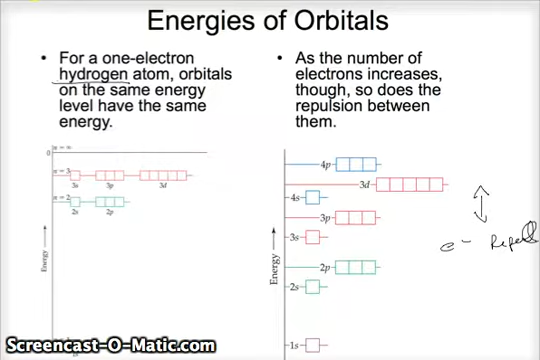 Energies of Orbitals
• For a one-electron
hydrogen atom, orbitals
on the same energy
level have the same
energy.
• As the number of
electrons increases,
though, so does the
repulsion between
them.
n = ∞
0
n = 3
3s 3p 3d
n = 2
2s 2p
Energy
4p
3d
4s
3p
3s
2p
2s
1s
Energy
e-
Screencast-O-Matic.com